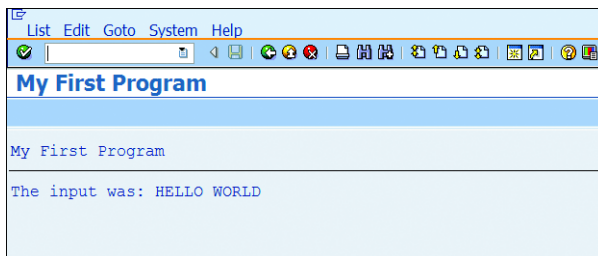 List Edit Goto System Help
My First Program
My First Program
The input was: HELLO WORLD